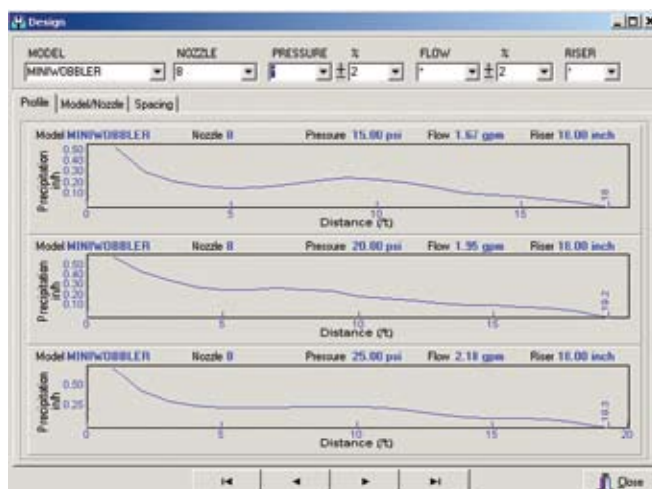 Design
MODEL NOZZLE PRESSURE % FLOW % RISER
MINIWOBBLER 8 * ± 2 * ± 2 *
Profile Model/Nozzle Spacing
Model MINIWOBBLER Nozzle 8 Pressure 15.00 psi Flow 1.67 gpm Riser 18.00 inch
Precipitation in/h
0.50
0.40
0.30
0.20
0.10
0 5 10 15 18
Distance (ft)
Model MINIWOBBLER Nozzle 8 Pressure 20.00 psi Flow 1.95 gpm Riser 18.00 inch
Precipitation in/h
0.50
0.40
0.30
0.20
0.10
0 5 10 15 19.2
Distance (ft)
Model MINIWOBBLER Nozzle 8 Pressure 25.00 psi Flow 2.18 gpm Riser 18.00 inch
Precipitation in/h
0.50
0.25
0 5 10 15 19.3 20
Distance (ft)
Close